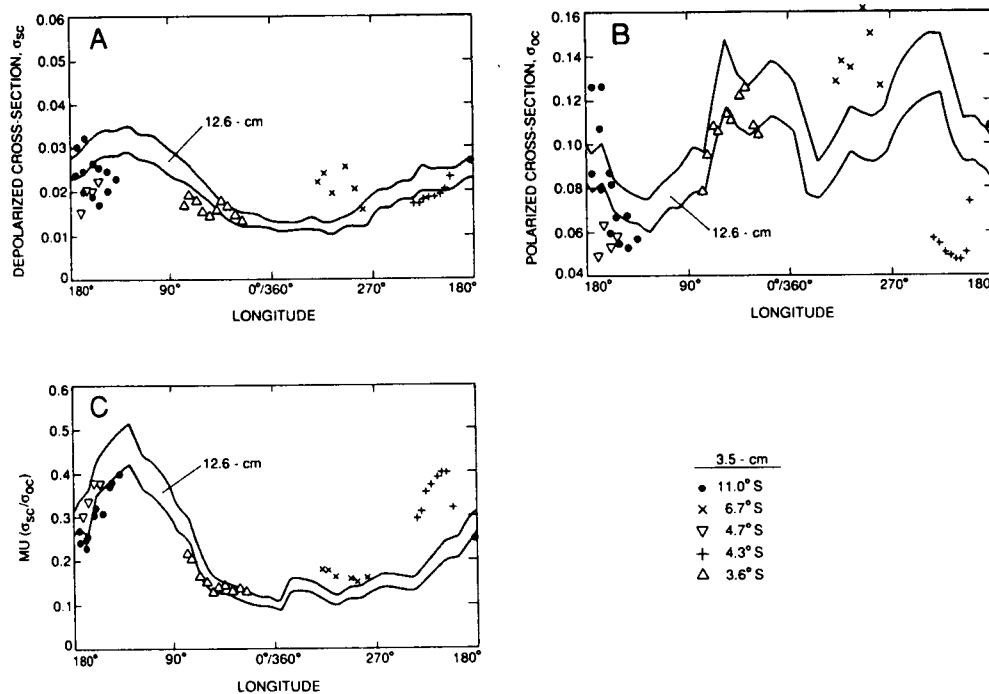 A
DEPOLARIZED CROSS-SECTION, σSC
0.06
0.05
0.04
0.03
0.02
0.01
0
12.6 - cm
180° 90° 0°/360° 270° 180°
LONGITUDE
B
POLARIZED CROSS-SECTION, σOC
0.16
0.14
0.12
0.10
0.08
0.06
0.04
12.6 - cm
180° 90° 0°/360° 270° 180°
LONGITUDE
C
MU (σSC/σOC)
0.6
0.5
0.4
0.3
0.2
0.1
0
12.6 - cm
180° 90° 0°/360° 270° 180°
LONGITUDE
3.5 - cm
● 11.0° S
× 6.7° S
▽ 4.7° S
+ 4.3° S
△ 3.6° S